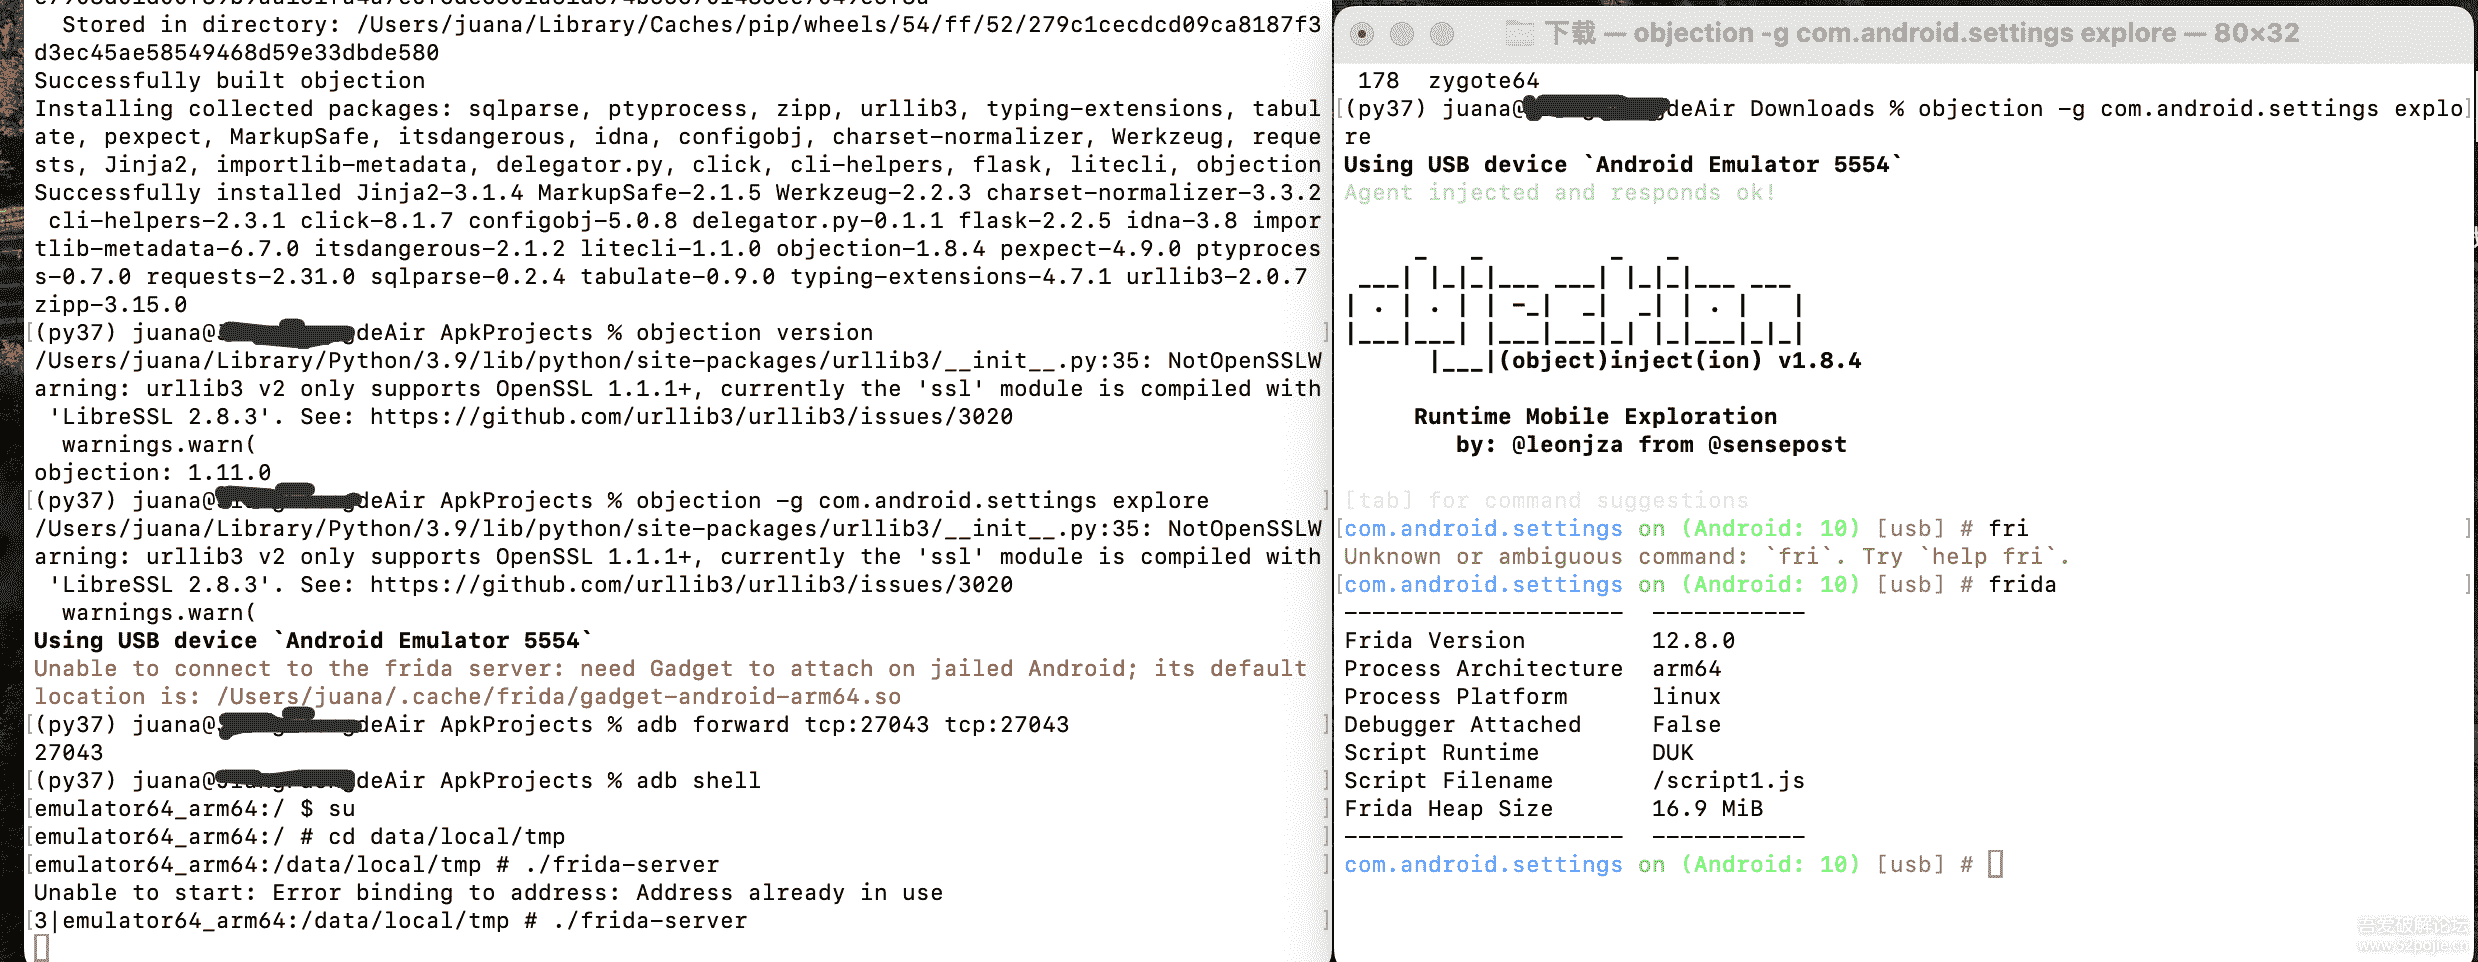 Stored in directory: /Users/juana/Library/Caches/pip/wheels/54/ff/52/279c1cecdcd09ca8187f3
d3ec45ae58549468d59e33dbde580
Successfully built objection
Installing collected packages: sqlparse, ptyprocess, zipp, urllib3, typing-extensions, tabul
ate, pexpect, MarkupSafe, itsdangerous, idna, configobj, charset-normalizer, Werkzeug, reque
sts, Jinja2, importlib-metadata, delegator.py, click, cli-helpers, flask, litecli, objection
Successfully installed Jinja2-3.1.4 MarkupSafe-2.1.5 Werkzeug-2.2.3 charset-normalizer-3.3.2
cli-helpers-2.3.1 click-8.1.7 configobj-5.0.8 delegator.py-0.1.1 flask-2.2.5 idna-3.8 impor
tlib-metadata-6.7.0 itsdangerous-2.1.2 litecli-1.1.0 objection-1.8.4 pexpect-4.9.0 ptyproces
s-0.7.0 requests-2.31.0 sqlparse-0.2.4 tabulate-0.9.0 typing-extensions-4.7.1 urllib3-2.0.7
zipp-3.15.0
[(py37) juana@ deAir ApkProjects % objection version ]
/Users/juana/Library/Python/3.9/lib/python/site-packages/urllib3/__init__.py:35: NotOpenSSLW
arning: urllib3 v2 only supports OpenSSL 1.1.1+, currently the 'ssl' module is compiled with
'LibreSSL 2.8.3'. See: https://github.com/urllib3/urllib3/issues/3020
warnings.warn(
objection: 1.11.0
[(py37) juana@ deAir ApkProjects % objection -g com.android.settings explore ]
/Users/juana/Library/Python/3.9/lib/python/site-packages/urllib3/__init__.py:35: NotOpenSSLW
arning: urllib3 v2 only supports OpenSSL 1.1.1+, currently the 'ssl' module is compiled with
'LibreSSL 2.8.3'. See: https://github.com/urllib3/urllib3/issues/3020
warnings.warn(
Using USB device `Android Emulator 5554`
Unable to connect to the frida server: need Gadget to attach on jailed Android; its default
location is: /Users/juana/.cache/frida/gadget-android-arm64.so
[(py37) juana@ deAir ApkProjects % adb forward tcp:27043 tcp:27043 ]
27043
[(py37) juana@ deAir ApkProjects % adb shell ]
[emulator64_arm64:/ $ su ]
[emulator64_arm64:/ # cd data/local/tmp ]
[emulator64_arm64:/data/local/tmp # ./frida-server ]
Unable to start: Error binding to address: Address already in use
[3|emulator64_arm64:/data/local/tmp # ./frida-server ]
下载 — objection -g com.android.settings explore — 80×32
178 zygote64
[(py37) juana@ deAir Downloads % objection -g com.android.settings explo]
re
Using USB device `Android Emulator 5554`
Agent injected and responds ok!
|___|(object)inject(ion) v1.8.4
Runtime Mobile Exploration
by: @leonjza from @sensepost
[tab] for command suggestions
[com.android.settings on (Android: 10) [usb] # fri ]
Unknown or ambiguous command: `fri`. Try `help fri`.
[com.android.settings on (Android: 10) [usb] # frida ]
-------------------- -----------
Frida Version 12.8.0
Process Architecture arm64
Process Platform linux
Debugger Attached False
Script Runtime DUK
Script Filename /script1.js
Frida Heap Size 16.9 MiB
-------------------- -----------
com.android.settings on (Android: 10) [usb] #
吾爱破解论坛
www.52pojie.cn